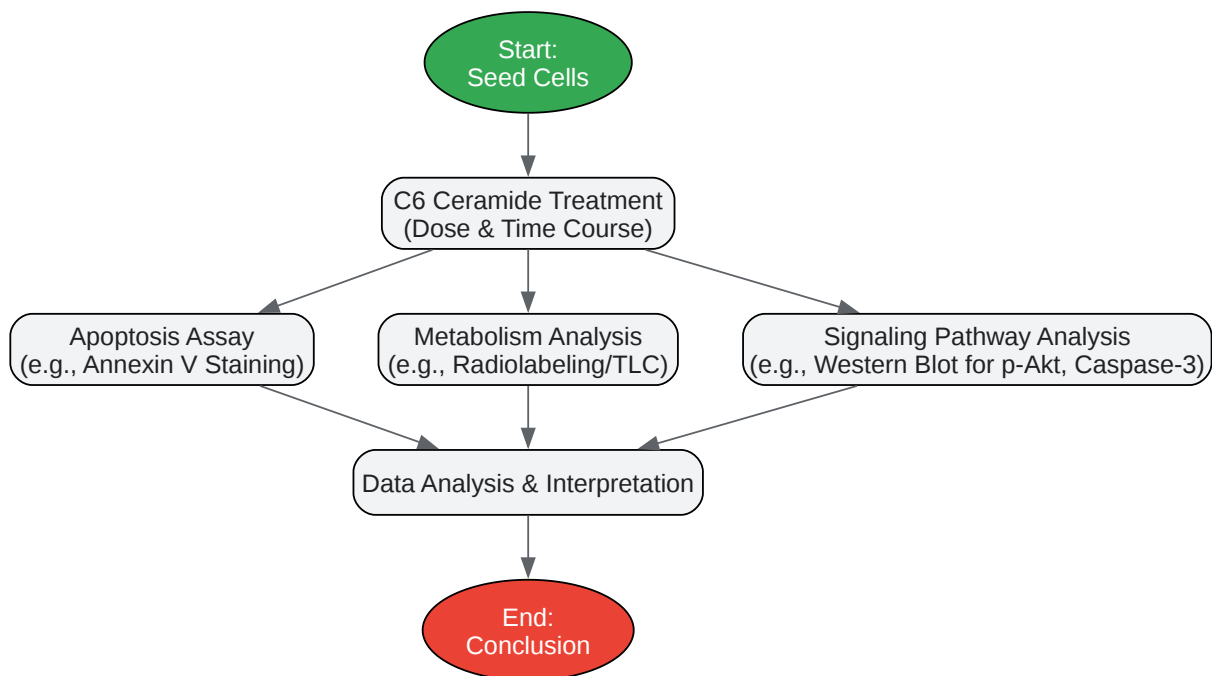 Start:
Seed Cells
C6 Ceramide Treatment
(Dose & Time Course)
Apoptosis Assay
(e.g., Annexin V Staining)
Metabolism Analysis
(e.g., Radiolabeling/TLC)
Signaling Pathway Analysis
(e.g., Western Blot for p-Akt, Caspase-3)
Data Analysis & Interpretation
End:
Conclusion